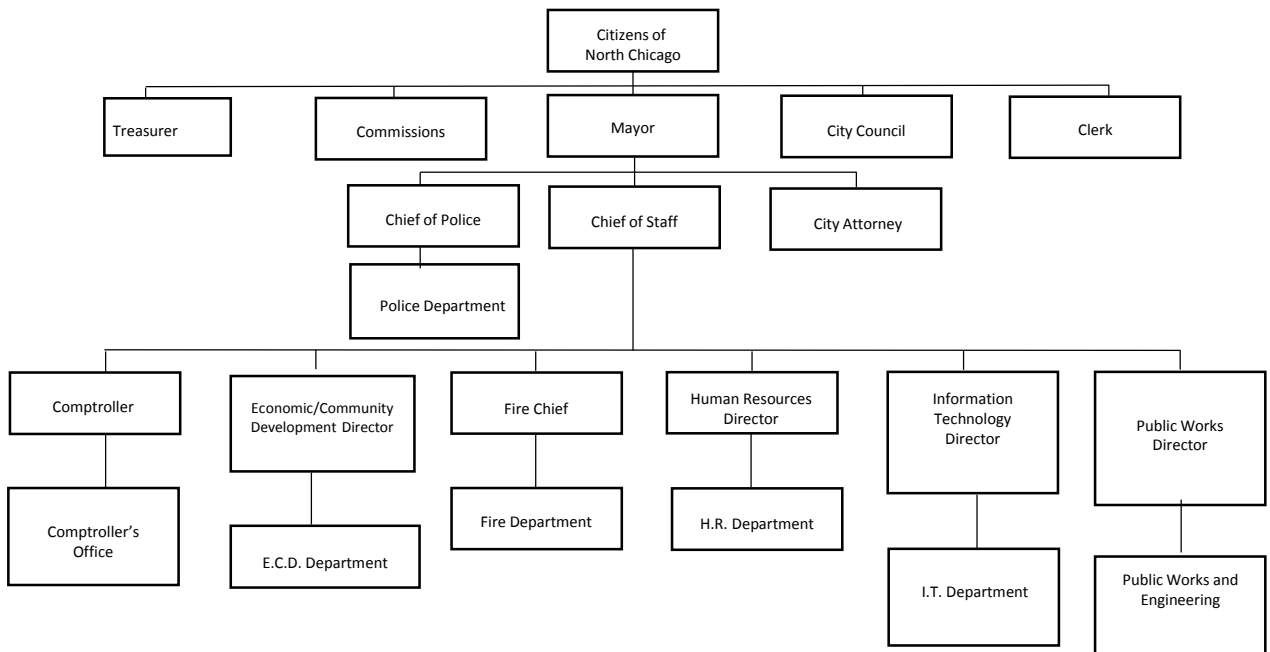 Citizens of
North Chicago
Treasurer
Commissions
Mayor
City Council
Clerk
Chief of Police
Chief of Staff
City Attorney
Police Department
Comptroller
Economic/Community
Development Director
Fire Chief
Human Resources
Director
Information
Technology
Director
Public Works
Director
Comptroller’s
Office
E.C.D. Department
Fire Department
H.R. Department
I.T. Department
Public Works and
Engineering